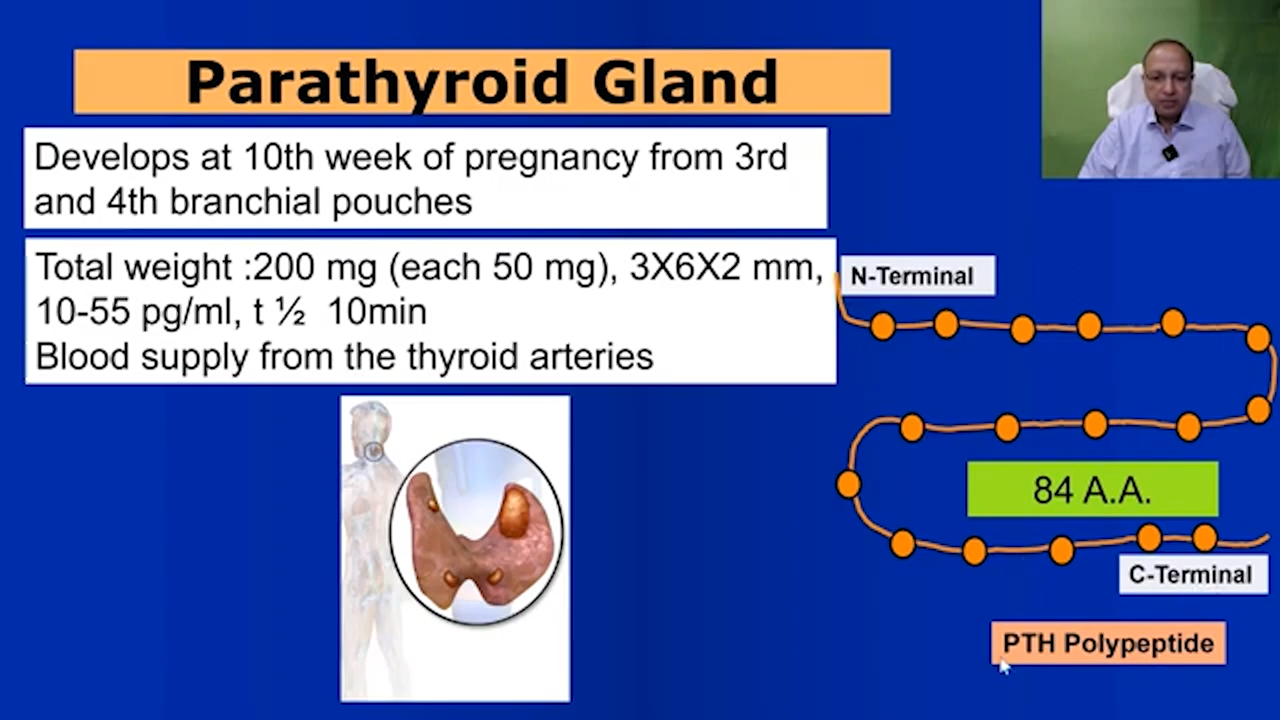 Parathyroid Gland
Develops at 10th week of pregnancy from 3rd
and 4th branchial pouches
Total weight :200 mg (each 50 mg), 3X6X2 mm,
10-55 pg/ml, t ½ 10min
Blood supply from the thyroid arteries
N-Terminal
84 A.A.
C-Terminal
PTH Polypeptide